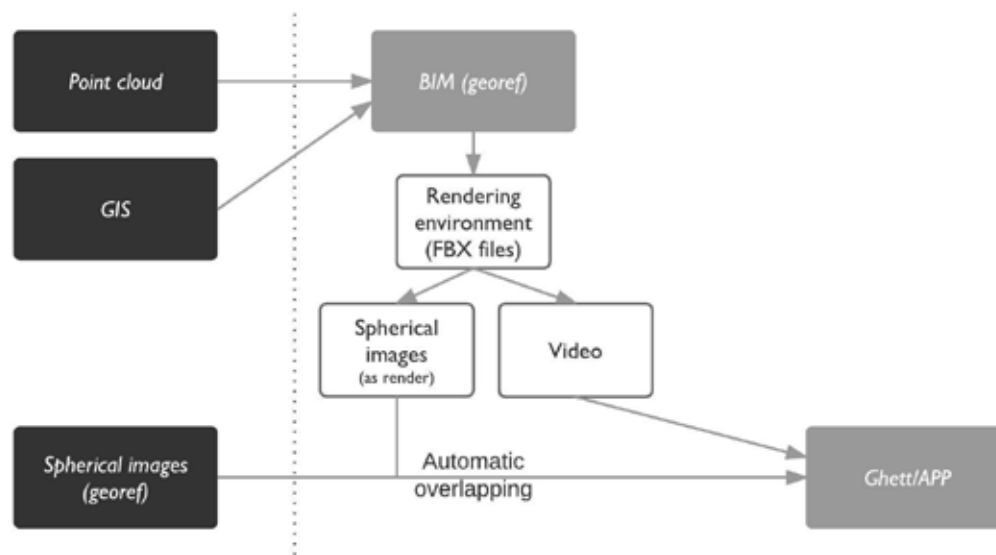 Point cloud
BIM (georef)
GIS
Rendering
environment
(FBX files)
Spherical
images
(as render)
Video
Spherical images
(georef)
Automatic
overlapping
Ghett/APP